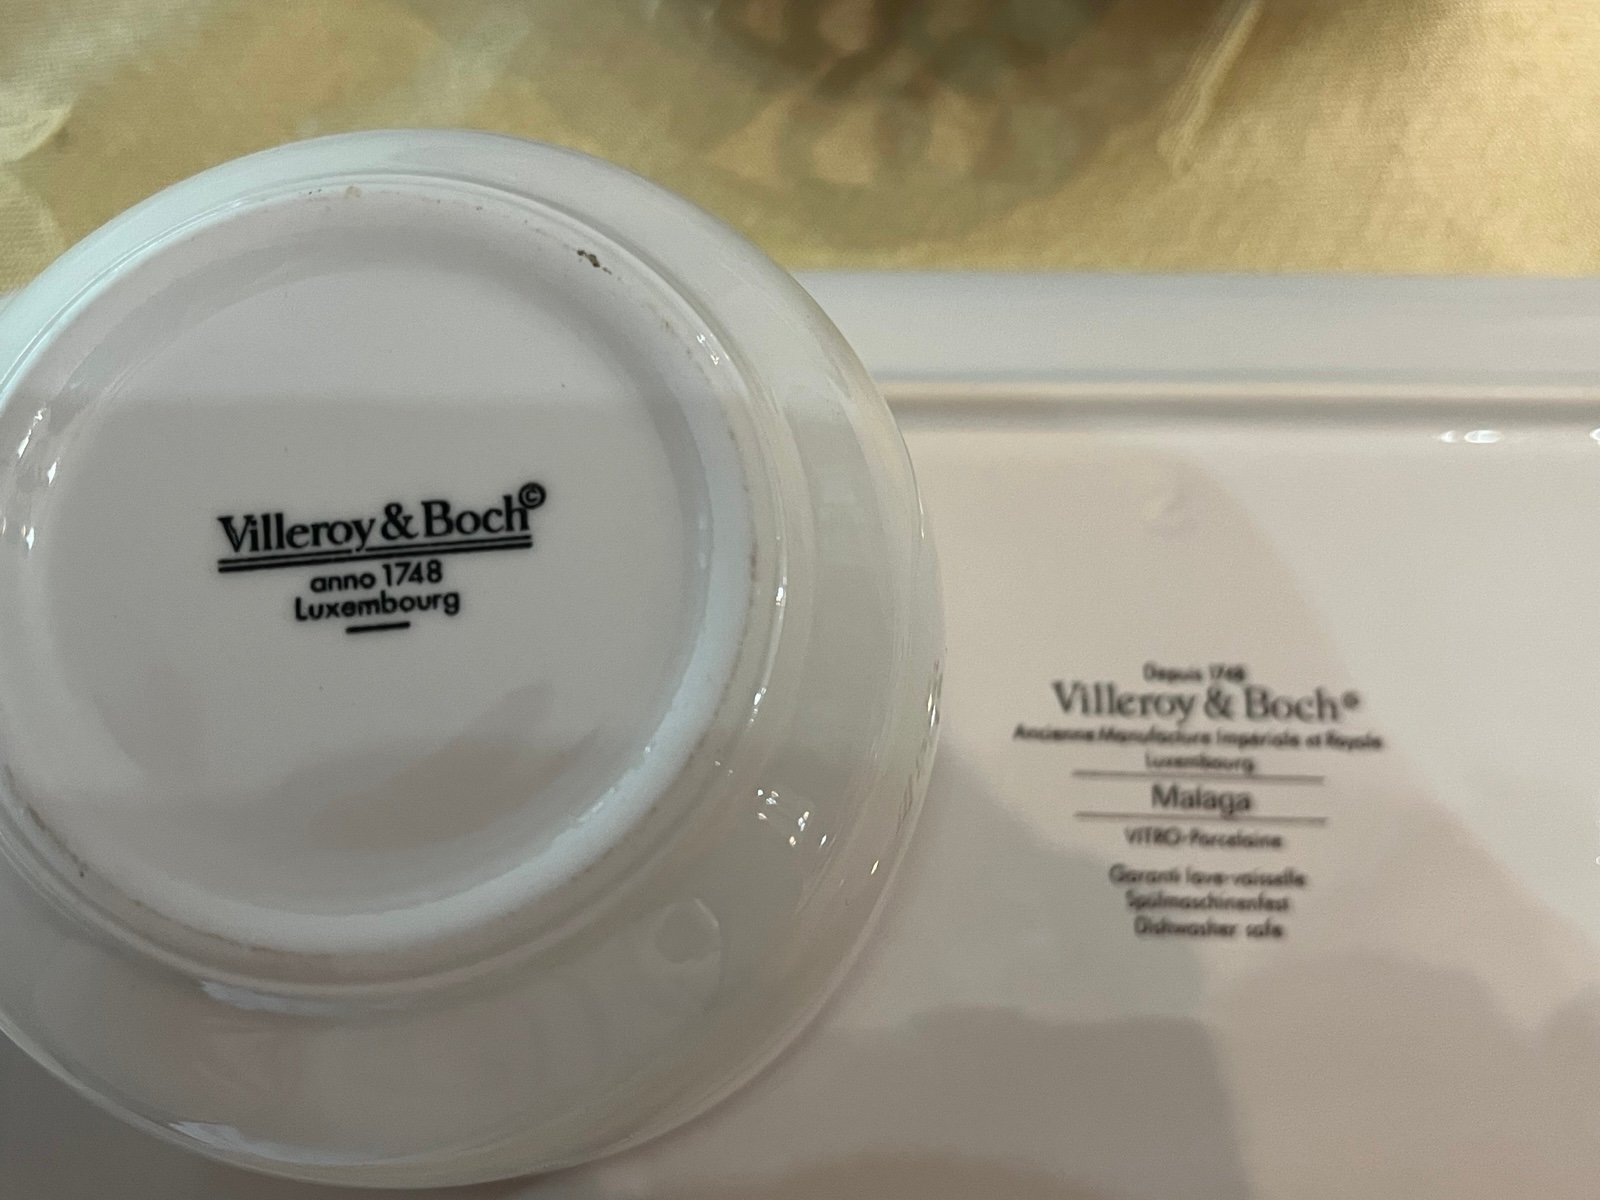 Villeroy & Boch©
anno 1748
Luxembourg
Depuis 1748
Villeroy & Boch®
Ancienne Manufacture Impériale et Royale
Luxembourg
Malaga
VITRO-Porcelaine
Garanti lave-vaisselle
Spülmaschinenfest
Dishwasher safe